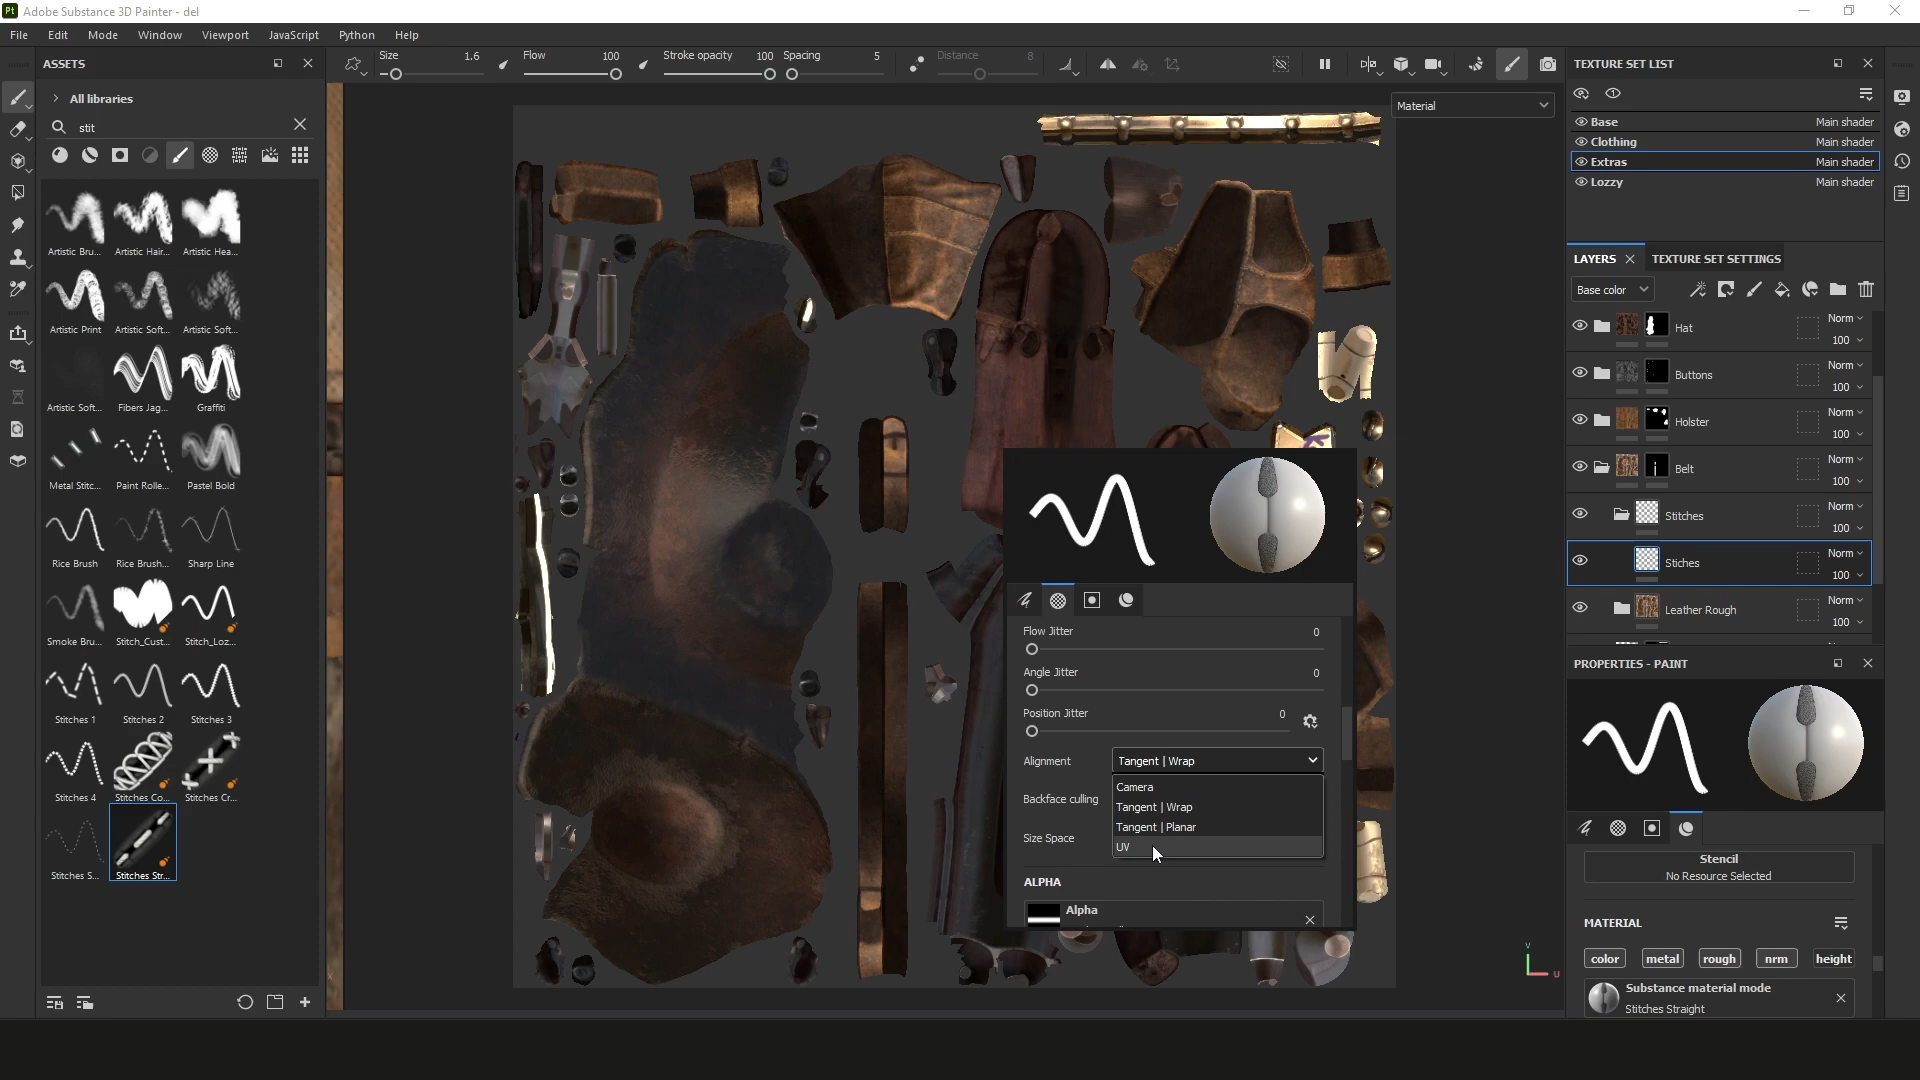 Pt Adobe Substance 3D Painter - del
File Edit Mode Window Viewport JavaScript Python Help
ASSETS
All libraries
stit
Artistic Bru... Artistic Hair... Artistic Hea...
Artistic Print Artistic Soft... Artistic Soft...
Artistic Soft... Fibers Jag... Graffiti
Metal Stitc... Paint Rolle... Pastel Bold
Rice Brush Rice Brush... Sharp Line
Smoke Bru... Stitch_Cust... Stitch_Loz...
Stitches 1 Stitches 2 Stitches 3
Stitches 4 Stitches Co... Stitches Cr...
Stitches S... Stitches Str...
Size 1.6 Flow 100 Stroke opacity 100 Spacing 5 Distance 8
Material
Flow Jitter 0
Angle Jitter 0
Position Jitter 0
Alignment Tangent | Wrap
Camera
Tangent | Wrap
Tangent | Planar
UV
Backface culling
Size Space
ALPHA
Alpha
V
U
TEXTURE SET LIST
Base Main shader
Clothing Main shader
Extras Main shader
Lozzy Main shader
LAYERS TEXTURE SET SETTINGS
Base color
Hat Norm 100
Buttons Norm 100
Holster Norm 100
Belt Norm 100
Stitches Norm 100
Stiches Norm 100
Leather Rough Norm 100
PROPERTIES - PAINT
Stencil
No Resource Selected
MATERIAL
color metal rough nrm height
Substance material mode
Stitches Straight